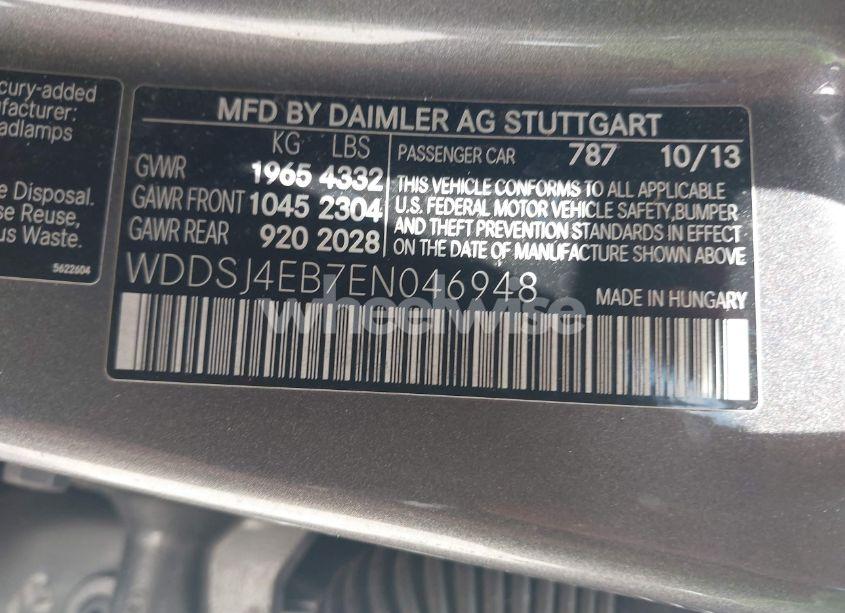 cury-added
facturer:
adlamps
e Disposal.
se Reuse,
us Waste.
5622604
MFD BY DAIMLER AG STUTTGART
KG LBS
GVWR 1965 4332
GAWR FRONT 1045 2304
GAWR REAR 920 2028
PASSENGER CAR 787 10/13
THIS VEHICLE CONFORMS TO ALL APPLICABLE
U.S. FEDERAL MOTOR VEHICLE SAFETY,BUMPER
AND THEFT PREVENTION STANDARDS IN EFFECT
ON THE DATE OF MANUFACTURE SHOWN ABOVE
WDDSJ4EB7EN046948
MADE IN HUNGARY
wheelwise